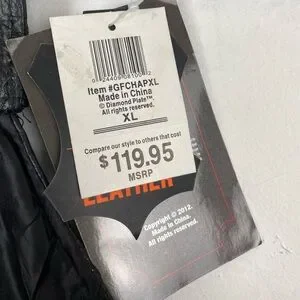 Item #GFCHAPXL
Made in China
© Diamond Plate™
All rights reserved.
XL
Compare our style to others that cost
$119.95
MSRP
LEATHER
Copyright © 2012.
Made in China.
All rights reserved.